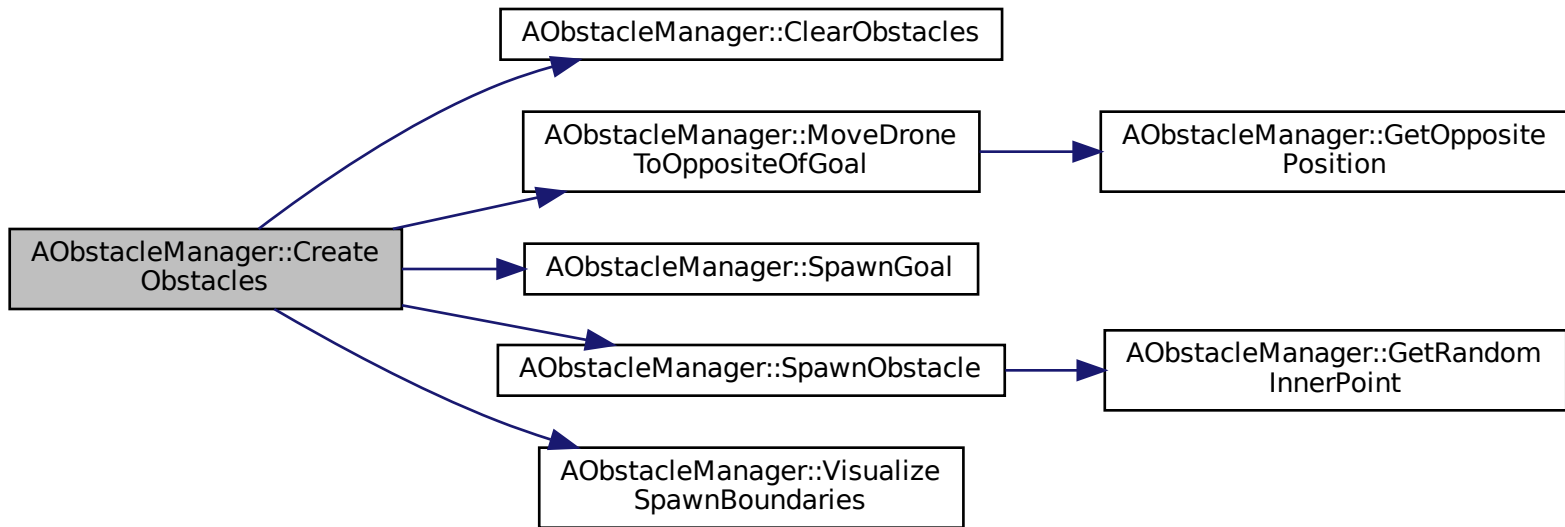 AObstacleManager::ClearObstacles
AObstacleManager::MoveDrone
ToOppositeOfGoal
AObstacleManager::GetOpposite
Position
AObstacleManager::Create
Obstacles
AObstacleManager::SpawnGoal
AObstacleManager::SpawnObstacle
AObstacleManager::GetRandom
InnerPoint
AObstacleManager::Visualize
SpawnBoundaries